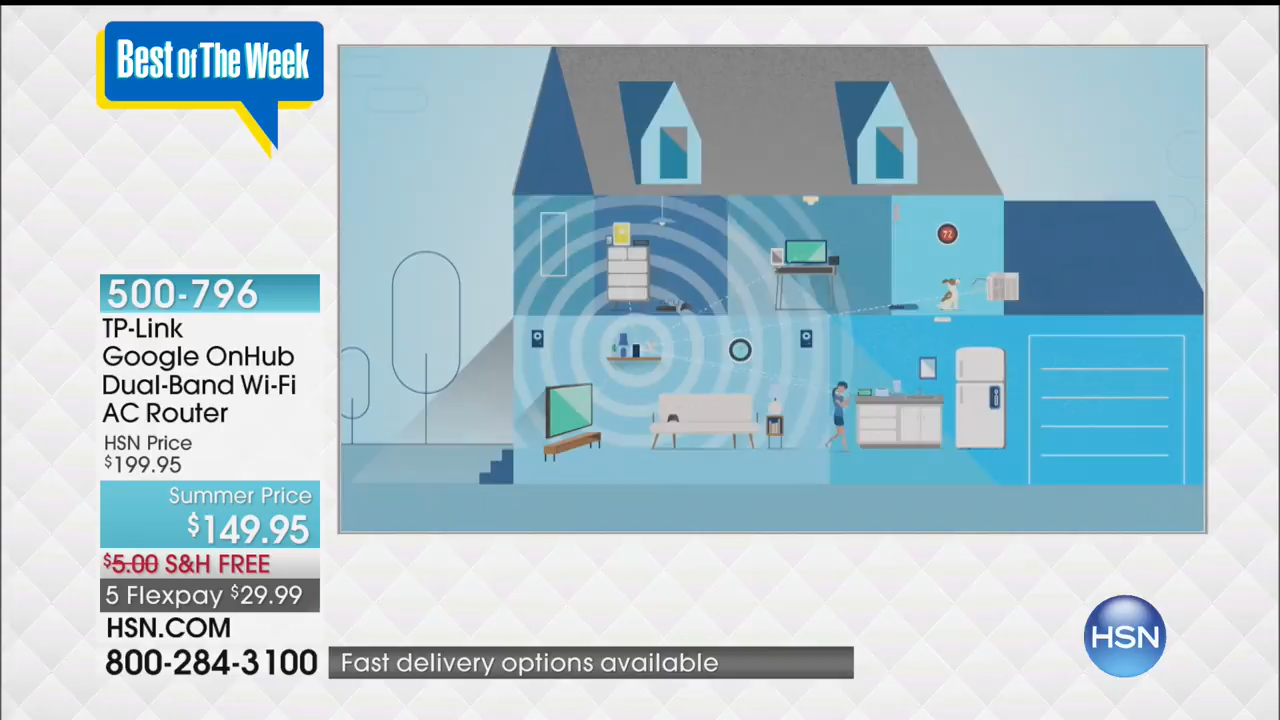 Best of The Week
500-796
TP-Link
Google OnHub
Dual-Band Wi-Fi
AC Router
HSN Price
$199.95
Summer Price
$149.95
$5.00 S&H FREE
5 Flexpay $29.99
HSN.COM
800-284-3100
Fast delivery options available
72
HSN